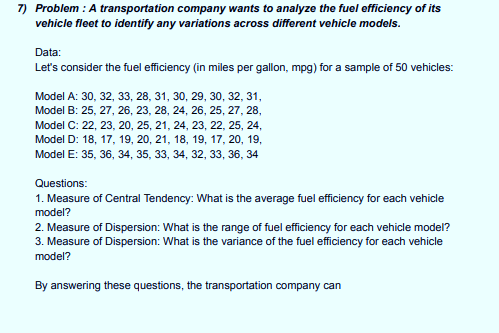 7) Problem : A transportation company wants to analyze the fuel efficiency of its
vehicle fleet to identify any variations across different vehicle models.
Data:
Let's consider the fuel efficiency (in miles per gallon, mpg) for a sample of 50 vehicles:
Model A: 30, 32, 33, 28, 31, 30, 29, 30, 32, 31,
Model B: 25, 27, 26, 23, 28, 24, 26, 25, 27, 28,
Model C: 22, 23, 20, 25, 21, 24, 23, 22, 25, 24,
Model D: 18, 17, 19, 20, 21, 18, 19, 17, 20, 19,
Model E: 35, 36, 34, 35, 33, 34, 32, 33, 36, 34
Questions:
1. Measure of Central Tendency: What is the average fuel efficiency for each vehicle
model?
2. Measure of Dispersion: What is the range of fuel efficiency for each vehicle model?
3. Measure of Dispersion: What is the variance of the fuel efficiency for each vehicle
model?
By answering these questions, the transportation company can